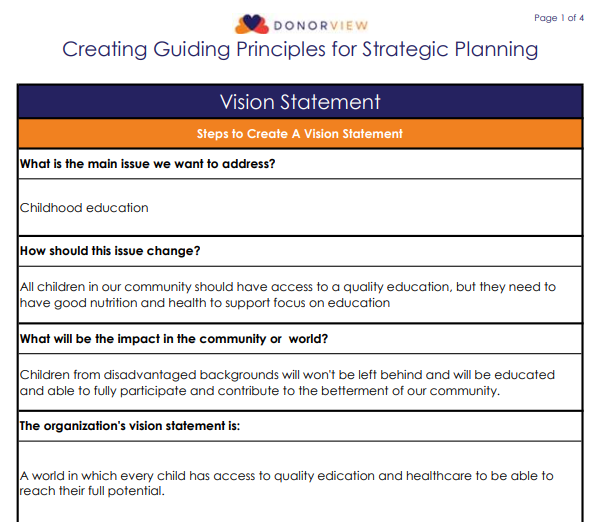 DONORVIEW
Page 1 of 4
Creating Guiding Principles for Strategic Planning
Vision Statement
Steps to Create A Vision Statement
What is the main issue we want to address?
Childhood education
How should this issue change?
All children in our community should have access to a quality education, but they need to
have good nutrition and health to support focus on education
What will be the impact in the community or world?
Children from disadvantaged backgrounds will won't be left behind and will be educated
and able to fully participate and contribute to the betterment of our community.
The organization's vision statement is:
A world in which every child has access to quality edication and healthcare to be able to
reach their full potential.